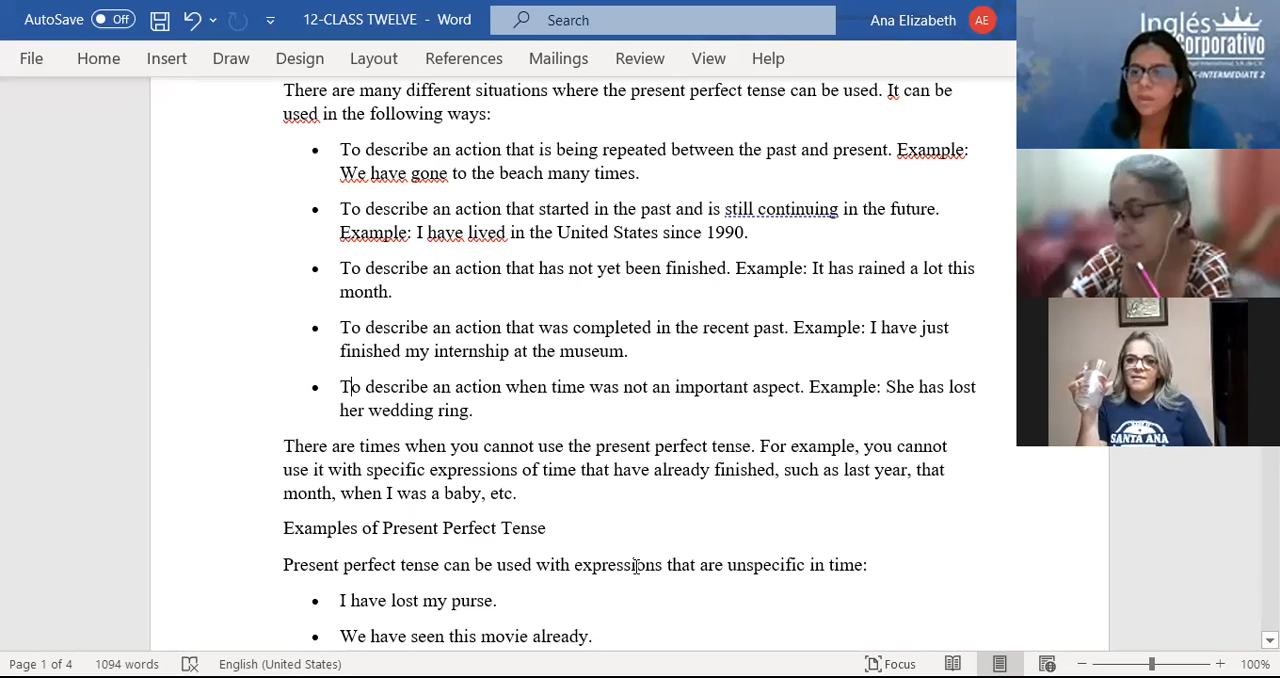 AutoSave Off 12-CLASS TWELVE - Word Search Ana Elizabeth AE
File Home Insert Draw Design Layout References Mailings Review View Help
There are many different situations where the present perfect tense can be used. It can be
used in the following ways:
• To describe an action that is being repeated between the past and present. Example:
We have gone to the beach many times.
• To describe an action that started in the past and is still continuing in the future.
Example: I have lived in the United States since 1990.
• To describe an action that has not yet been finished. Example: It has rained a lot this
month.
• To describe an action that was completed in the recent past. Example: I have just
finished my internship at the museum.
• To describe an action when time was not an important aspect. Example: She has lost
her wedding ring.
There are times when you cannot use the present perfect tense. For example, you cannot
use it with specific expressions of time that have already finished, such as last year, that
month, when I was a baby, etc.
Examples of Present Perfect Tense
Present perfect tense can be used with expressions that are unspecific in time:
• I have lost my purse.
• We have seen this movie already.
Page 1 of 4 1094 words English (United States) Focus 100%
Inglés
Corporativo
E-INTERMEDIATE 2
SANTA ANA